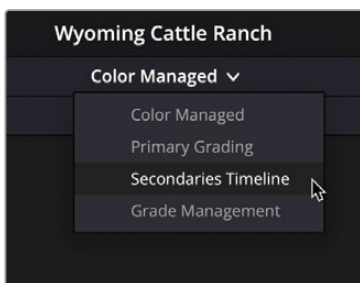 Wyoming Cattle Ranch
Color Managed
Color Managed
Primary Grading
Secondaries Timeline
Grade Management